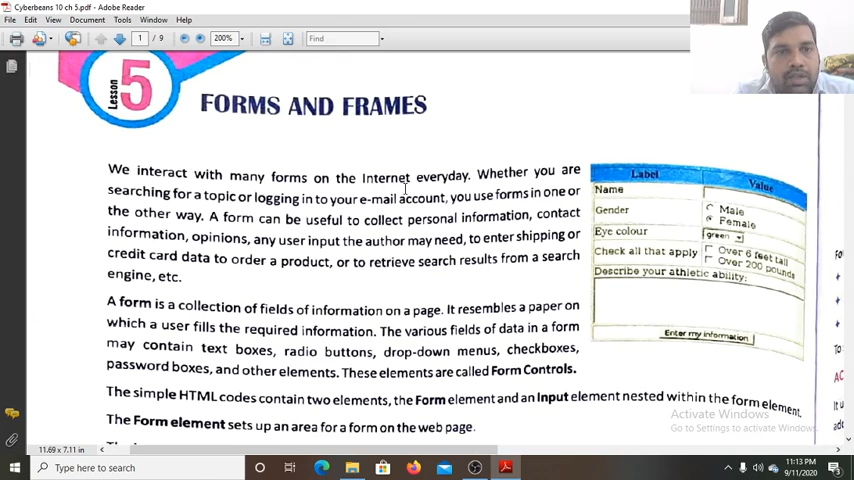 Cyberbeans 10 ch 5.pdf - Adobe Reader
File Edit View Document Tools Window Help
1 / 9 200% Find
Lesson 5
FORMS AND FRAMES
We interact with many forms on the Internet everyday. Whether you are
searching for a topic or logging in to your e-mail account, you use forms in one or
the other way. A form can be useful to collect personal information, contact
information, opinions, any user input the author may need, to enter shipping or
credit card data to order a product, or to retrieve search results from a search
engine, etc.
Label Value
Name
Gender Male
Female
Eye colour green
Check all that apply Over 6 feet tall
Over 200 pounds
Describe your athletic ability:
Enter my information
A form is a collection of fields of information on a page. It resembles a paper on
which a user fills the required information. The various fields of data in a form
may contain text boxes, radio buttons, drop-down menus, checkboxes,
password boxes, and other elements. These elements are called Form Controls.
The simple HTML codes contain two elements, the Form element and an Input element nested within the form element.
The Form element sets up an area for a form on the web page.
Activate Windows
Go to Settings to activate Windows.
11.69 x 7.11 in
Type here to search
11:13 PM
9/11/2020